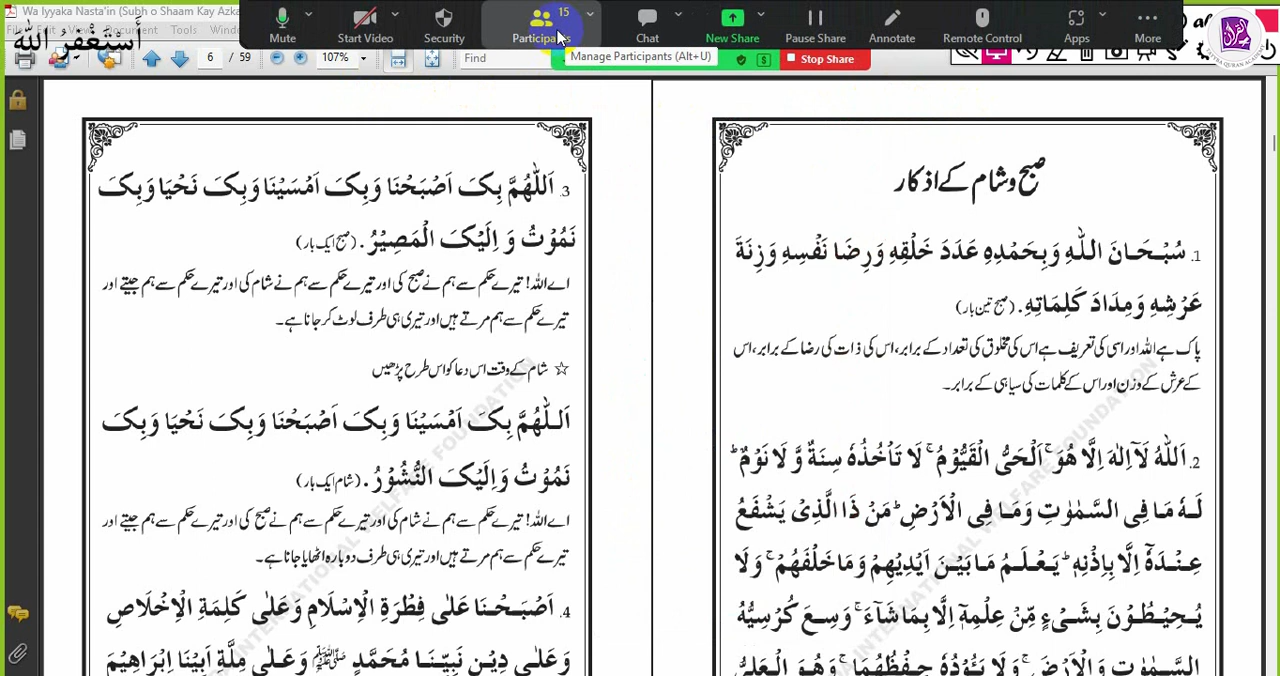 Wa Iyyaka Nasta'in (Subh o Shaam Kay Azka
Tools Windo
أَسْتَغْفِرُ اللّٰه
Mute
Start Video
Security
15
Participants
Chat
New Share
Pause Share
Annotate
Remote Control
Apps
More
6 / 59
107%
Find
Manage Participants (Alt+U)
Stop Share
صبح و شام کے اذکار
1. سُبْحَانَ اللّٰهِ وَبِحَمْدِهٖ عَدَدَ خَلْقِهٖ وَرِضَا نَفْسِهٖ وَزِنَةَ
عَرْشِهٖ وَمِدَادَ كَلِمَاتِهٖ. (صبح تین بار)
پاک ہے اللہ اور اسی کی تعریف ہے اس کی مخلوق کی تعداد کے برابر، اس کی ذات کی رضا کے برابر، اس
کے عرش کے وزن اور اس کے کلمات کی سیاہی کے برابر۔
2. اَللّٰهُ لَآ اِلٰهَ اِلَّا هُوَ ۚ اَلْحَىُّ الْقَيُّوْمُ ۚ لَا تَاْخُذُهٗ سِنَةٌ وَّ لَا نَوْمٌ ؕ
لَهٗ مَا فِى السَّمٰوٰتِ وَمَا فِى الْاَرْضِ ؕ مَنْ ذَا الَّذِىْ يَشْفَعُ
عِنْدَهٗٓ اِلَّا بِاِذْنِهٖ ؕ يَعْلَمُ مَا بَيْنَ اَيْدِيْهِمْ وَمَا خَلْفَهُمْ ۚ وَلَا
يُحِيْطُوْنَ بِشَىْءٍ مِّنْ عِلْمِهٖٓ اِلَّا بِمَا شَآءَ ۚ وَسِعَ كُرْسِيُّهُ
السَّمٰوٰتِ وَالْاَرْضَ ۚ وَلَا يَـُٔوْدُهٗ حِفْظُهُمَا ۚ وَهُوَ الْعَلِىُّ
3. اَللّٰهُمَّ بِكَ اَصْبَحْنَا وَبِكَ اَمْسَيْنَا وَبِكَ نَحْيَا وَبِكَ
نَمُوْتُ وَ اِلَيْكَ الْمَصِيْرُ. (صبح ایک بار)
اے اللہ! تیرے حکم سے ہم نے صبح کی اور تیرے حکم سے ہم نے شام کی اور تیرے حکم سے ہم جیتے اور
تیرے حکم سے ہم مرتے ہیں اور تیری ہی طرف لوٹ کر جانا ہے۔
☆ شام کے وقت اس دعا کو اس طرح پڑھیں
اَللّٰهُمَّ بِكَ اَمْسَيْنَا وَبِكَ اَصْبَحْنَا وَبِكَ نَحْيَا وَبِكَ
نَمُوْتُ وَاِلَيْكَ النُّشُوْرُ. (شام ایک بار)
اے اللہ! تیرے حکم سے ہم نے شام کی اور تیرے حکم سے ہم نے صبح کی اور تیرے حکم سے ہم جیتے اور
تیرے حکم سے ہم مرتے ہیں اور تیری ہی طرف دوبارہ اٹھایا جانا ہے۔
4. اَصْبَحْنَا عَلٰى فِطْرَةِ الْاِسْلَامِ وَعَلٰى كَلِمَةِ الْاِخْلَاصِ
وَعَلٰى دِيْنِ نَبِيِّنَا مُحَمَّدٍ ﷺ وَعَلٰى مِلَّةِ اَبِيْنَا اِبْرَاهِيْمَ